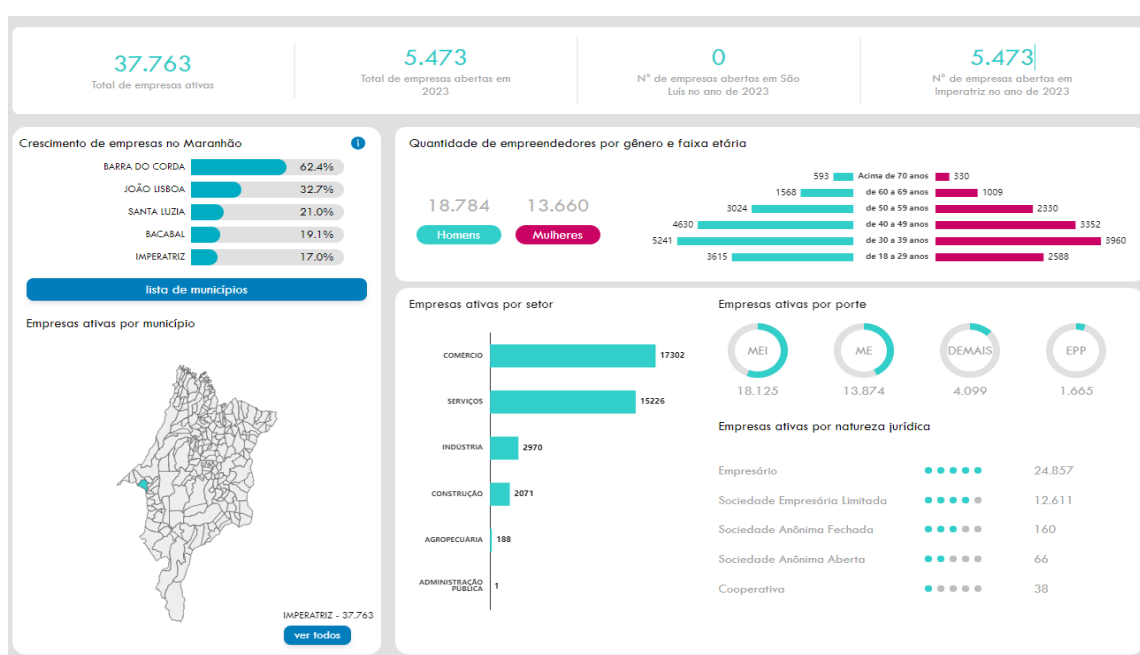 37.763
Total de empresas ativas
5.473
Total de empresas abertas em
2023
0
N° de empresas abertas em São
Luís no ano de 2023
5.473
N° de empresas abertas em
Imperatriz no ano de 2023
Crescimento de empresas no Maranhão
i
BARRA DO CORDA 62.4%
JOÃO LISBOA 32.7%
SANTA LUZIA 21.0%
BACABAL 19.1%
IMPERATRIZ 17.0%
lista de municípios
Empresas ativas por município
IMPERATRIZ - 37.763
ver todos
Quantidade de empreendedores por gênero e faixa etária
18.784 13.660
Homens Mulheres
593 Acima de 70 anos 330
1568 de 60 a 69 anos 1009
3024 de 50 a 59 anos 2330
4630 de 40 a 49 anos 3352
5241 de 30 a 39 anos 3960
3615 de 18 a 29 anos 2588
Empresas ativas por setor
COMÉRCIO 17302
SERVIÇOS 15226
INDÚSTRIA 2970
CONSTRUÇÃO 2071
AGROPECUÁRIA 188
ADMINISTRAÇÃO
PÚBLICA 1
Empresas ativas por porte
MEI ME DEMAIS EPP
18.125 13.874 4.099 1.665
Empresas ativas por natureza jurídica
Empresário 24.857
Sociedade Empresária Limitada 12.611
Sociedade Anônima Fechada 160
Sociedade Anônima Aberta 66
Cooperativa 38